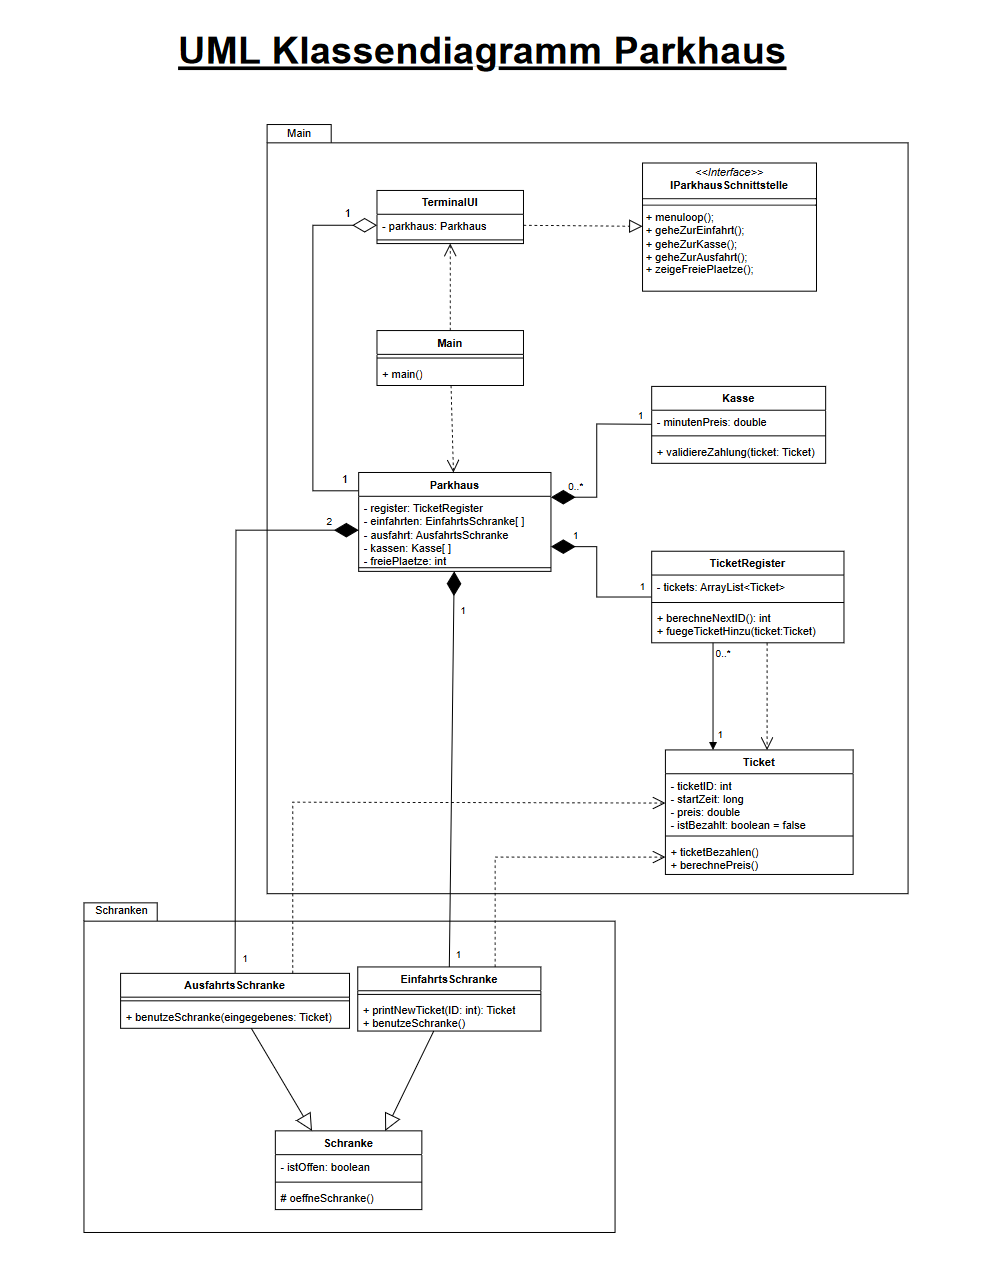 UML Klassendiagramm Parkhaus
Main
<<Interface>>
IParkhausSchnittstelle
+ menuloop();
+ geheZurEinfahrt();
+ geheZurKasse();
+ geheZurAusfahrt();
+ zeigeFreiePlaetze();
TerminalUI
- parkhaus: Parkhaus
1
Main
+ main()
Kasse
- minutenPreis: double
+ validiereZahlung(ticket: Ticket)
1
0..*
1
Parkhaus
- register: TicketRegister
- einfahrten: EinfahrtsSchranke[ ]
- ausfahrt: AusfahrtsSchranke
- kassen: Kasse[ ]
- freiePlaetze: int
2
1
1
1
TicketRegister
- tickets: ArrayList<Ticket>
+ berechneNextID(): int
+ fuegeTicketHinzu(ticket:Ticket)
0..*
1
Ticket
- ticketID: int
- startZeit: long
- preis: double
- istBezahlt: boolean = false
+ ticketBezahlen()
+ berechnePreis()
Schranken
1
1
AusfahrtsSchranke
+ benutzeSchranke(eingegebenes: Ticket)
EinfahrtsSchranke
+ printNewTicket(ID: int): Ticket
+ benutzeSchranke()
Schranke
- istOffen: boolean
# oeffneSchranke()